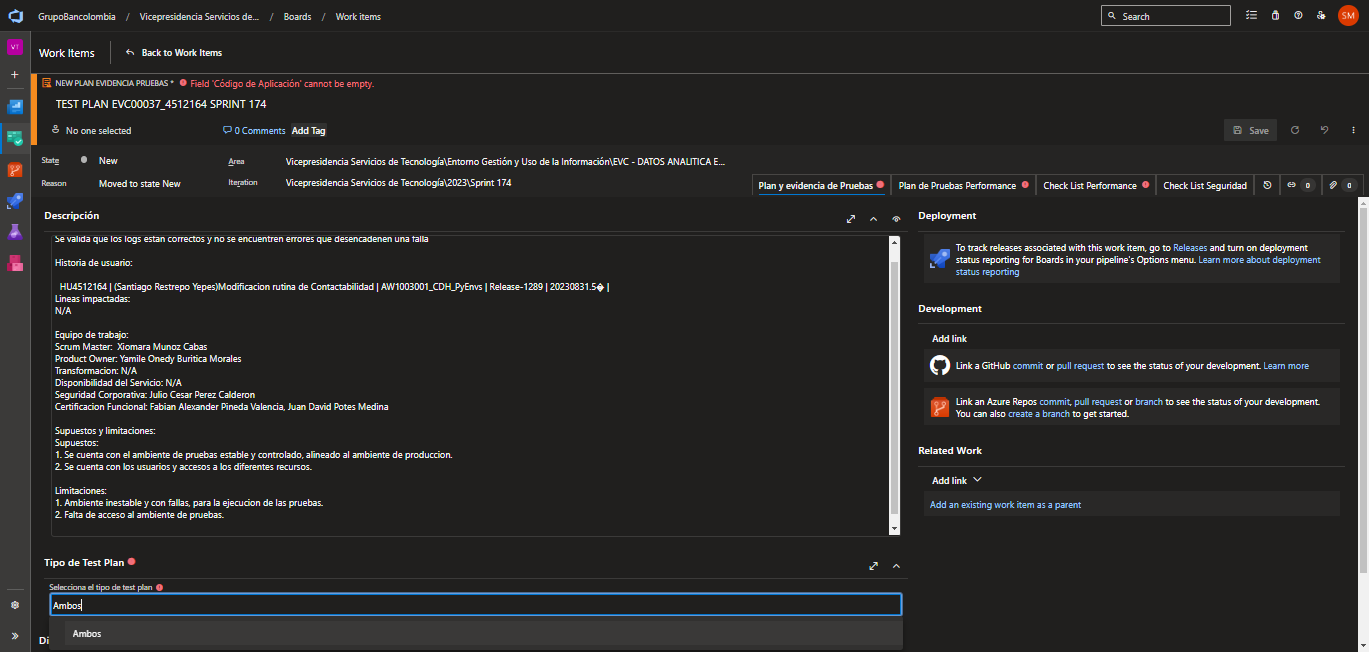 GrupoBancolombia / Vicepresidencia Servicios de... / Boards / Work items
Search
SM
VT
Work Items
Back to Work Items
NEW PLAN EVIDENCIA PRUEBAS * Field 'Código de Aplicación' cannot be empty.
TEST PLAN EVC00037_4512164 SPRINT 174
No one selected
0 Comments
Add Tag
Save
State
New
Area
Vicepresidencia Servicios de Tecnología\Entorno Gestión y Uso de la Información\EVC - DATOS ANALITICA E...
Reason
Moved to state New
Iteration
Vicepresidencia Servicios de Tecnología\2023\Sprint 174
Plan y evidencia de Pruebas
Plan de Pruebas Performance
Check List Performance
Check List Seguridad
0
0
Descripción
Se valida que los logs estan correctos y no se encuentren errores que desencadenen una falla
Historia de usuario:
HU4512164 | (Santiago Restrepo Yepes)Modificacion rutina de Contactabilidad | AW1003001_CDH_PyEnvs | Release-1289 | 20230831.5� |
Lineas impactadas:
N/A
Equipo de trabajo:
Scrum Master:  Xiomara Munoz Cabas
Product Owner: Yamile Onedy Buritica Morales
Transformacion: N/A
Disponibilidad del Servicio: N/A
Seguridad Corporativa: Julio Cesar Perez Calderon
Certificacion Funcional: Fabian Alexander Pineda Valencia, Juan David Potes Medina
Supuestos y limitaciones:
Supuestos:
1. Se cuenta con el ambiente de pruebas estable y controlado, alineado al ambiente de produccion.
2. Se cuenta con los usuarios y accesos a los diferentes recursos.
Limitaciones:
1. Ambiente inestable y con fallas, para la ejecucion de las pruebas.
2. Falta de acceso al ambiente de pruebas.
Tipo de Test Plan
Selecciona el tipo de test plan
Ambos
Ambos
Di
Deployment
To track releases associated with this work item, go to Releases and turn on deployment
status reporting for Boards in your pipeline's Options menu. Learn more about deployment
status reporting
Development
Add link
Link a GitHub commit or pull request to see the status of your development. Learn more
Link an Azure Repos commit, pull request or branch to see the status of your development.
You can also create a branch to get started.
Related Work
Add link
Add an existing work item as a parent